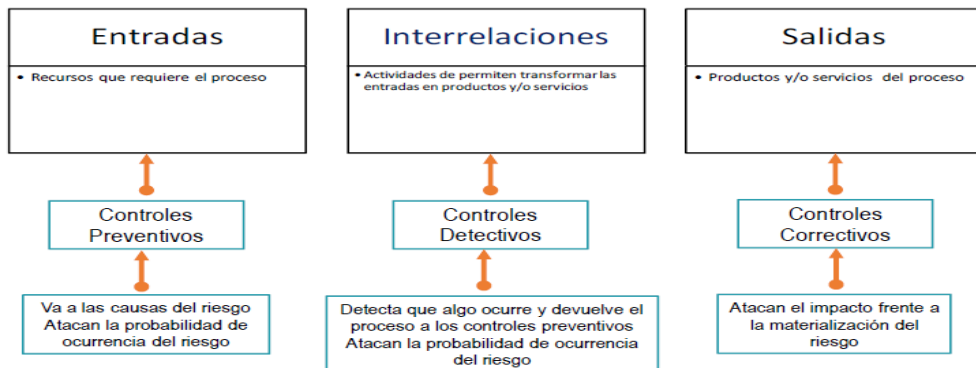 Entradas
• Recursos que requiere el proceso
Interrelaciones
• Actividades de permiten transformar las
entradas en productos y/o servicios
Salidas
• Productos y/o servicios del proceso
Controles
Preventivos
Controles
Detectivos
Controles
Correctivos
Va a las causas del riesgo
Atacan la probabilidad de
ocurrencia del riesgo
Detecta que algo ocurre y devuelve el
proceso a los controles preventivos
Atacan la probabilidad de ocurrencia
del riesgo
Atacan el impacto frente a
la materialización del
riesgo